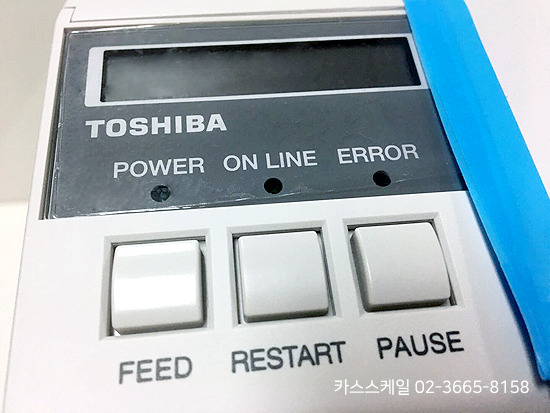 TOSHIBA
POWER ON LINE ERROR
FEED RESTART PAUSE
카스스케일 02-3665-8158